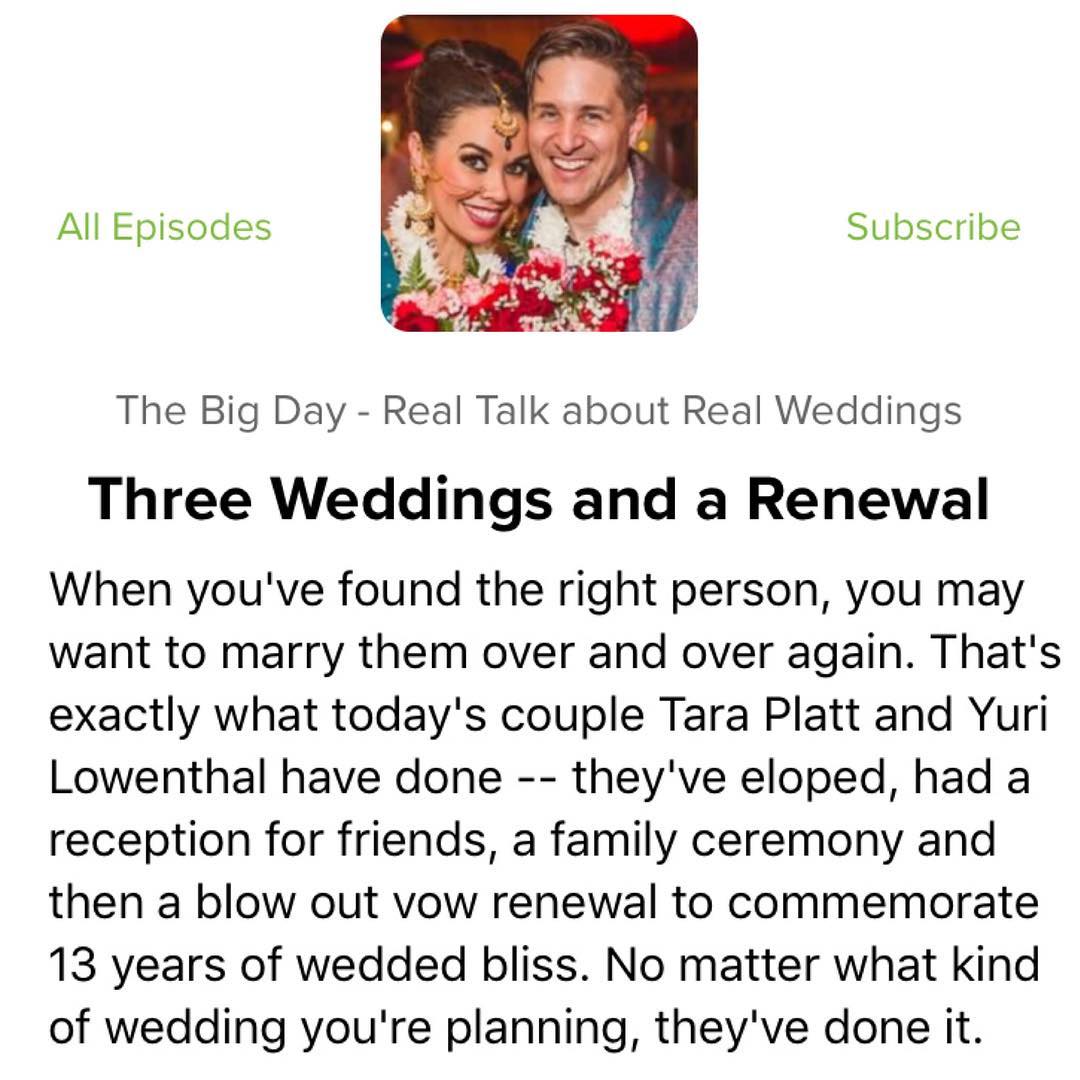 All Episodes
Subscribe
The Big Day - Real Talk about Real Weddings
Three Weddings and a Renewal
When you've found the right person, you may
want to marry them over and over again. That's
exactly what today's couple Tara Platt and Yuri
Lowenthal have done -- they've eloped, had a
reception for friends, a family ceremony and
then a blow out vow renewal to commemorate
13 years of wedded bliss. No matter what kind
of wedding you're planning, they've done it.